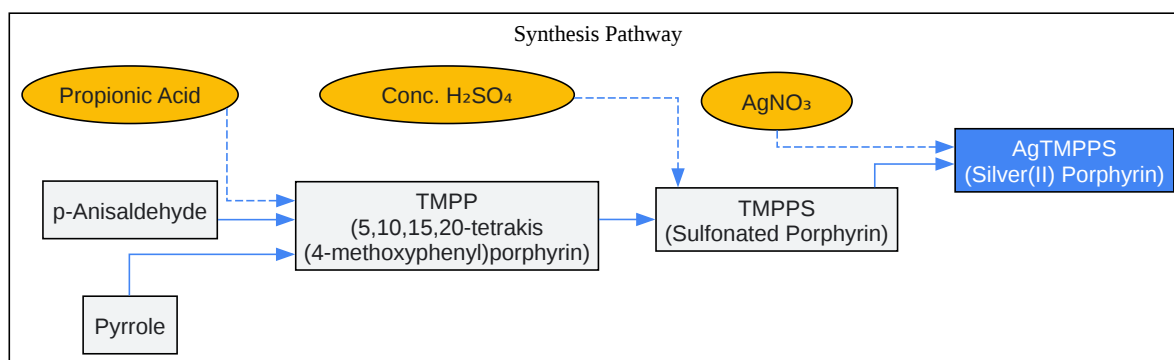 Synthesis Pathway
Propionic Acid
Conc. H₂SO₄
AgNO₃
AgTMPPS
(Silver(II) Porphyrin)
p-Anisaldehyde
TMPP
(5,10,15,20-tetrakis
(4-methoxyphenyl)porphyrin)
TMPPS
(Sulfonated Porphyrin)
Pyrrole